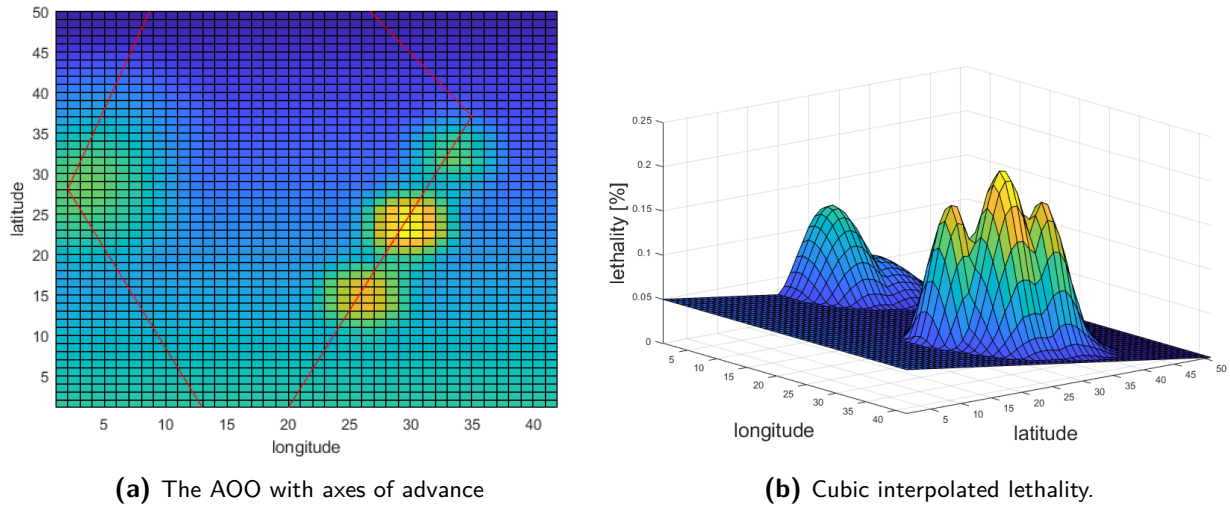 50
45
40
35
30
25
20
15
10
5
latitude
5 10 15 20 25 30 35 40
longitude
(a) The AOO with axes of advance
0.25
0.2
0.15
0.1
0.05
0
lethality [%]
5 10 15 20 25 30 35 40
longitude
5 10 15 20 25 30 35 40 45 50
latitude
(b) Cubic interpolated lethality.